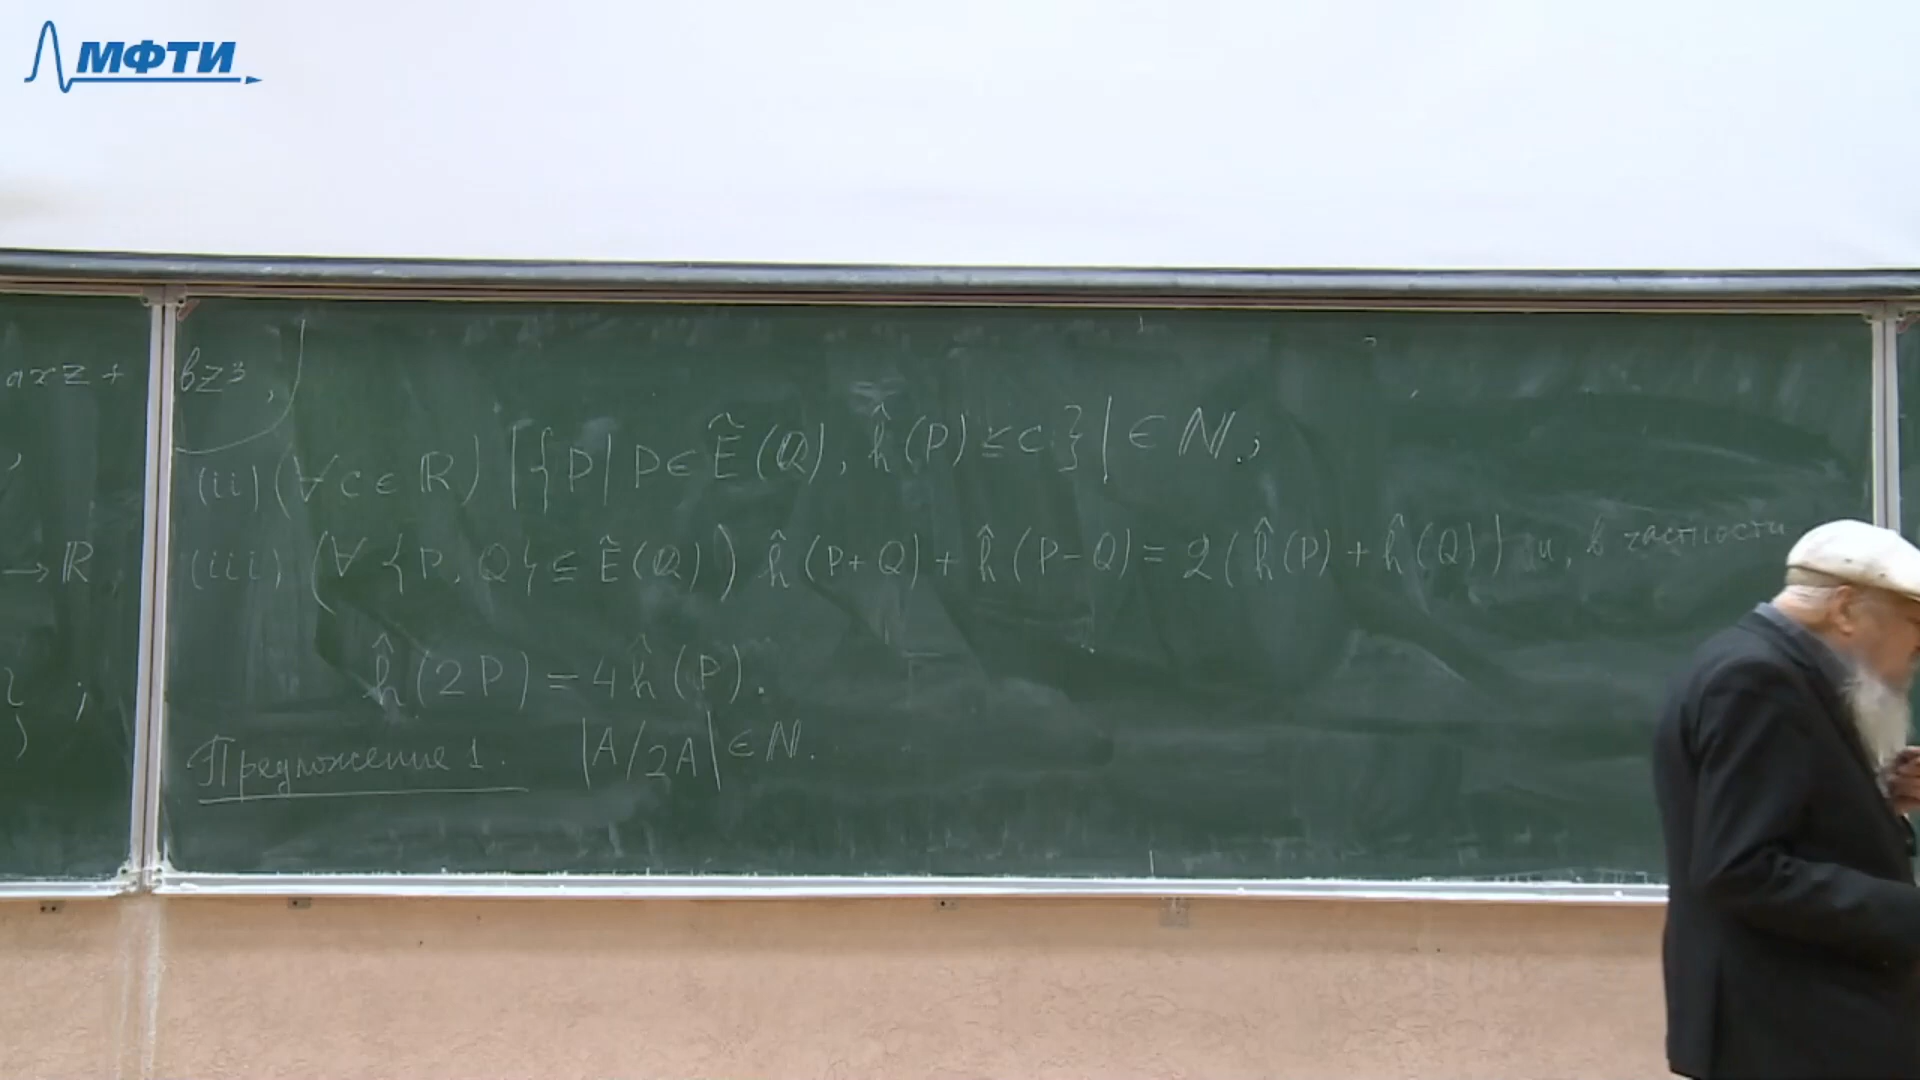 МФТИ
axz + bz³,
(ii) (∀ c ∈ ℝ) |{P | P ∈ Ẽ(ℚ), ĥ(P) ≤ c}| ∈ ℕ.;
→ ℝ
(iii) (∀ {P, Q} ⊆ Ẽ(ℚ)) ĥ(P+Q) + ĥ(P−Q) = 2(ĥ(P) + ĥ(Q)) и, в частности
ĥ(2P) = 4ĥ(P).
Предложение 1. |A/2A| ∈ ℕ.